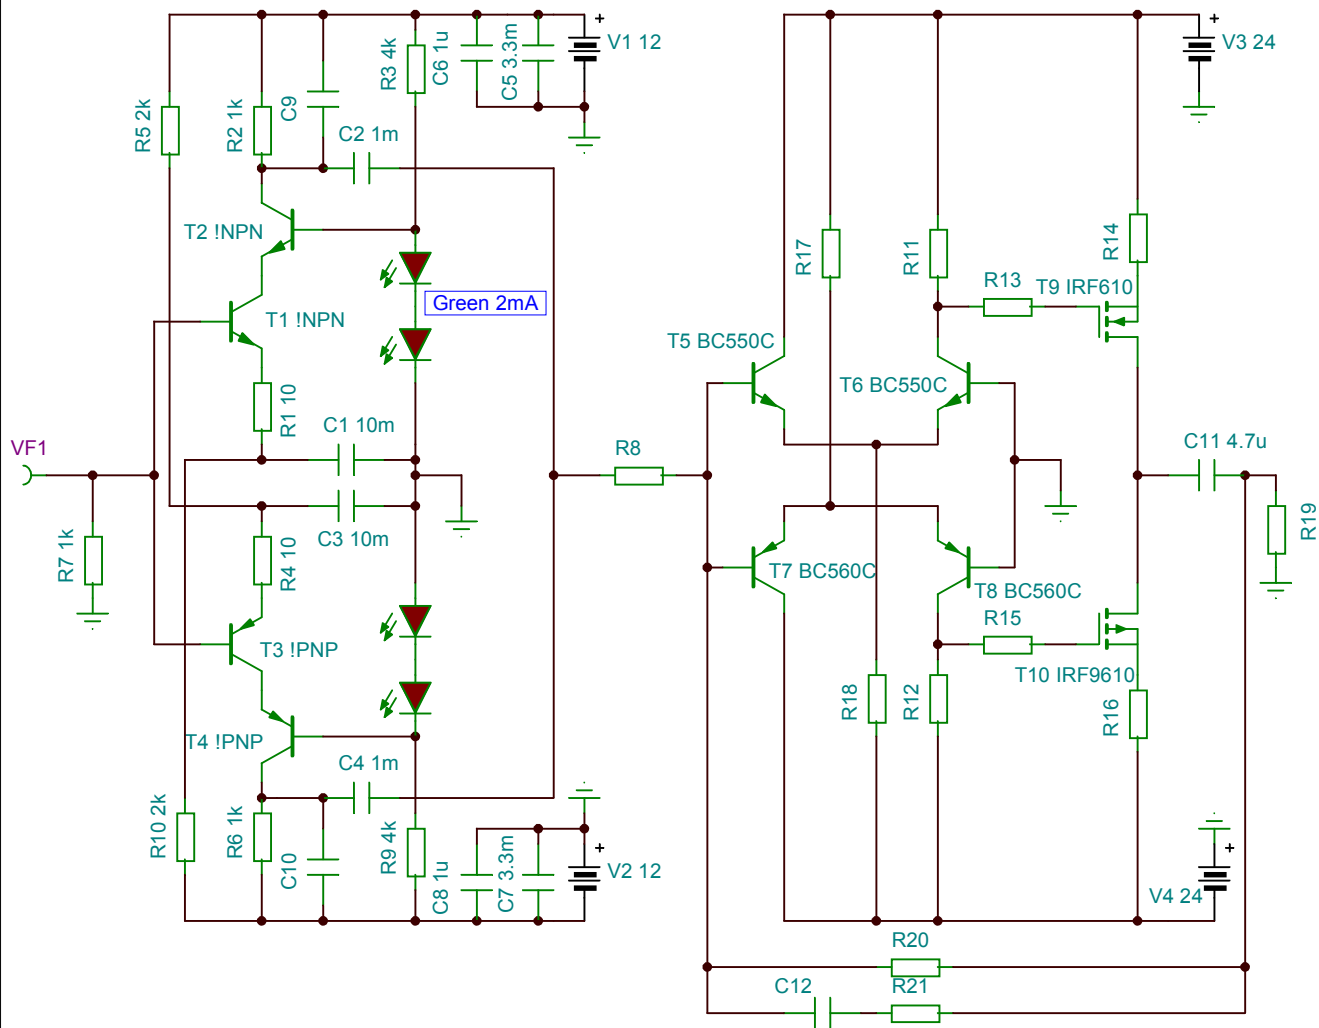 V1 12
V3 24
R3 4k
C6 1u
C5 3.3m
R5 2k
R2 1k
C9
C2 1m
T2 !NPN
R17
R11
R14
R13
T9 IRF610
Green 2mA
T1 !NPN
T5 BC550C
T6 BC550C
R1 10
C1 10m
VF1
R8
C11 4.7u
R19
C3 10m
R7 1k
R4 10
T7 BC560C
T8 BC560C
R15
T3 !PNP
T10 IRF9610
R18
R12
R16
T4 !PNP
C4 1m
R10 2k
R6 1k
C10
R9 4k
C8 1u
C7 3.3m
V2 12
V4 24
R20
C12
R21